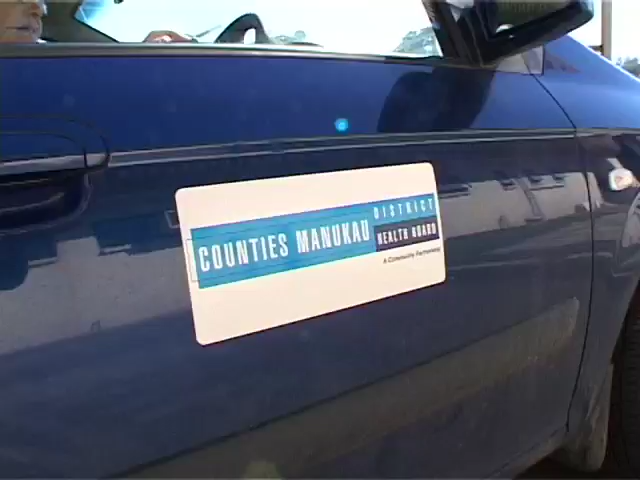 COUNTIES MANUKAU DISTRICT
HEALTH BOARD
A Community Partnership